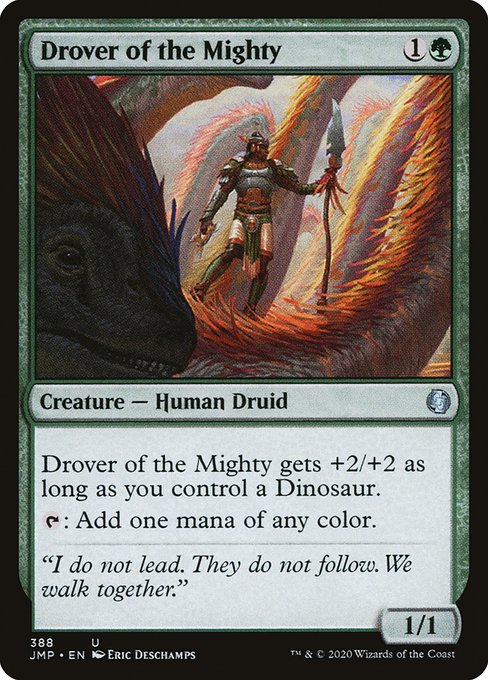 Drover of the Mighty 1
Creature — Human Druid
Drover of the Mighty gets +2/+2 as
long as you control a Dinosaur.
: Add one mana of any color.
“I do not lead. They do not follow. We
walk together.”
1/1
388 U
JMP • EN Eric Deschamps ™ & © 2020 Wizards of the Coast